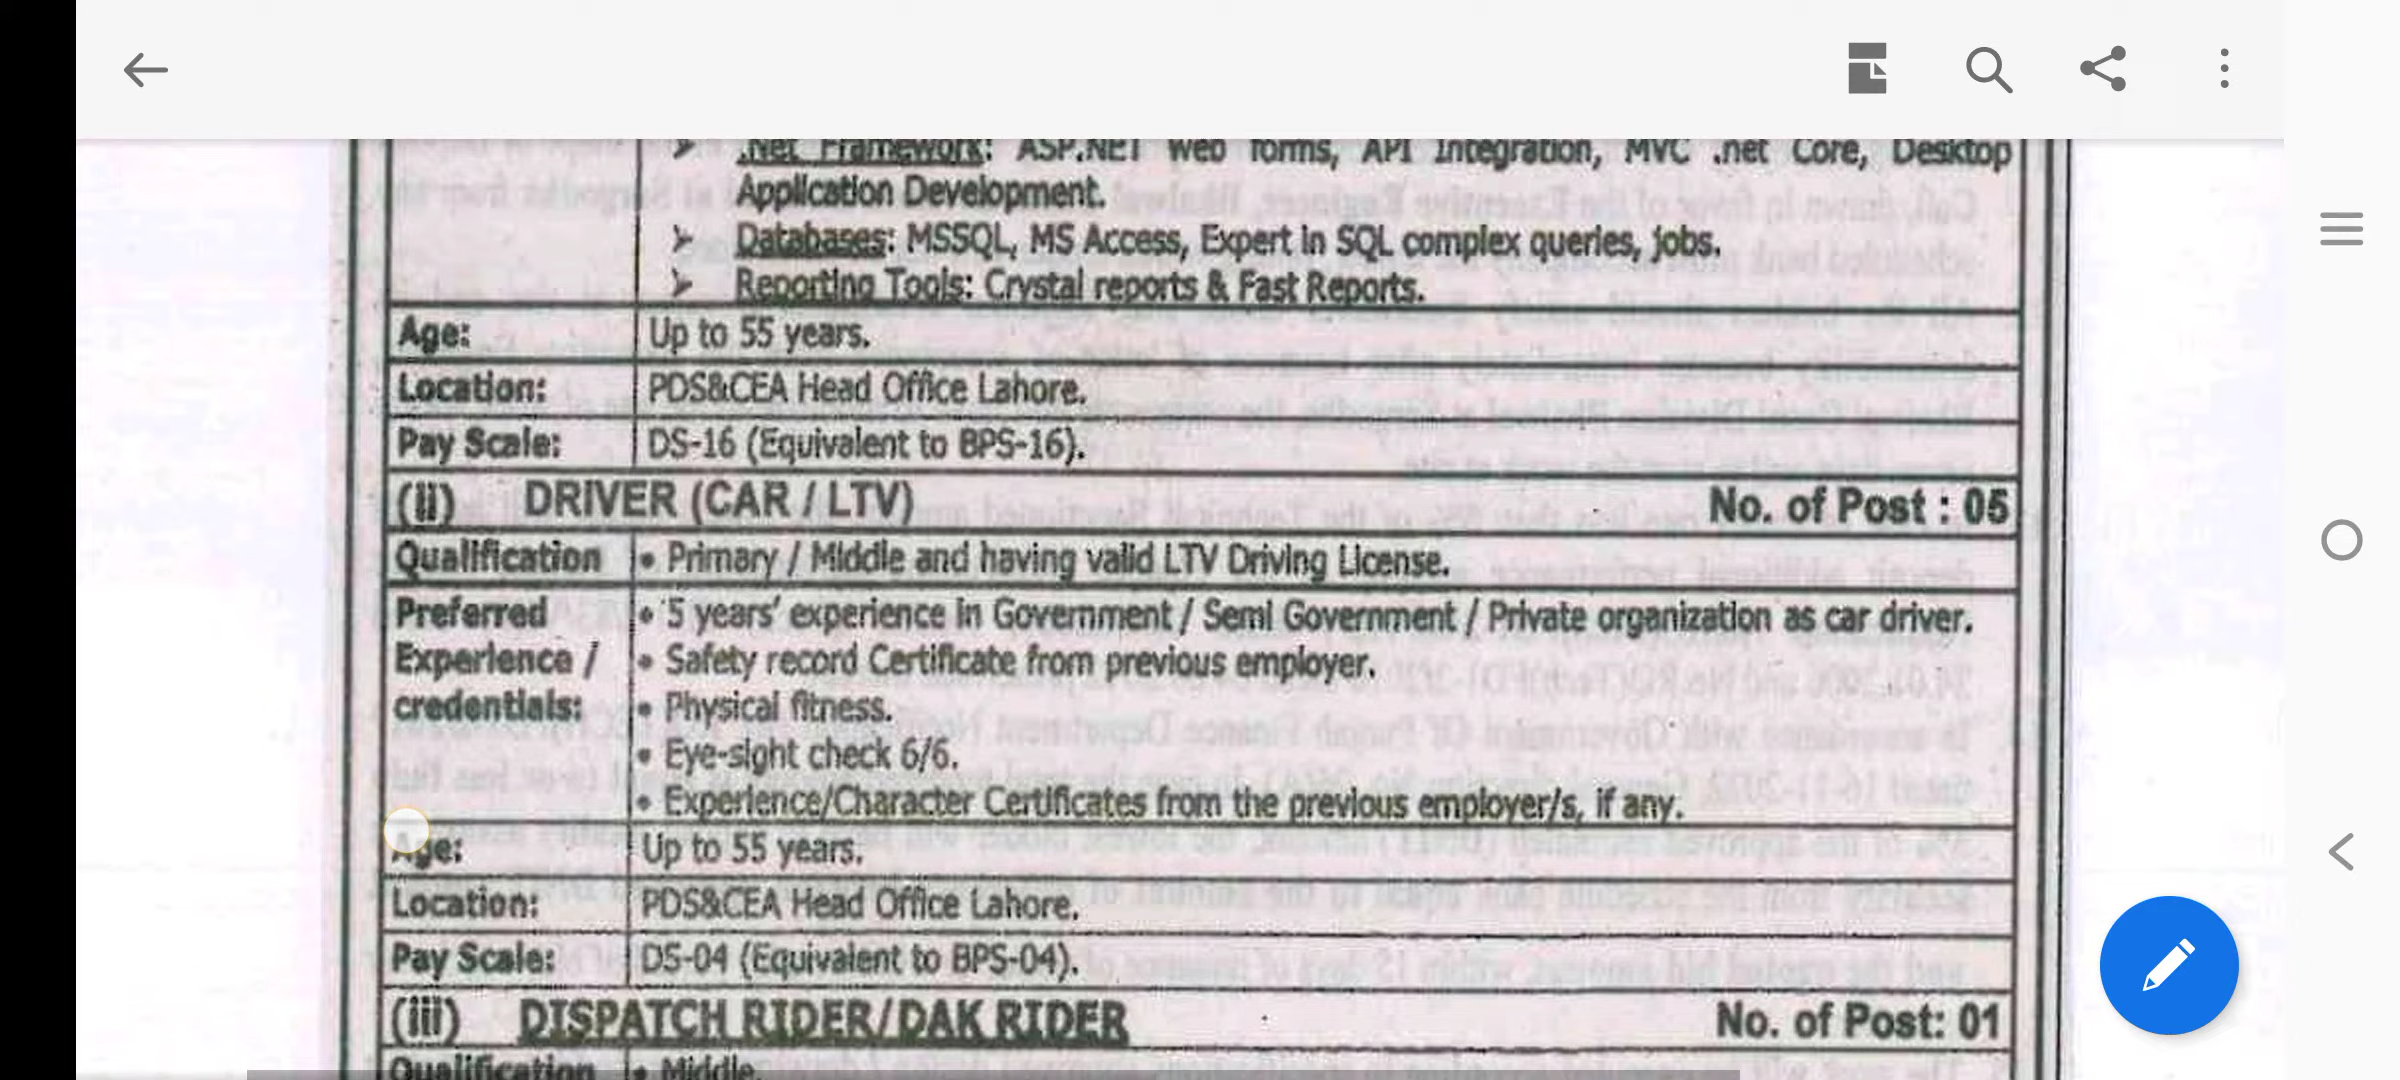 .Net Framework: ASP.NET web forms, API Integration, MVC .net Core, Desktop
Application Development.
Databases: MSSQL, MS Access, Expert in SQL complex queries, jobs.
Reporting Tools: Crystal reports & Fast Reports.
Age: Up to 55 years.
Location: PDS&CEA Head Office Lahore.
Pay Scale: DS-16 (Equivalent to BPS-16).
(ii) DRIVER (CAR / LTV) No. of Post : 05
Qualification • Primary / Middle and having valid LTV Driving License.
Preferred • 5 years' experience in Government / Semi Government / Private organization as car driver.
Experience / • Safety record Certificate from previous employer.
credentials: • Physical fitness.
• Eye-sight check 6/6.
• Experience/Character Certificates from the previous employer/s, if any.
Age: Up to 55 years.
Location: PDS&CEA Head Office Lahore.
Pay Scale: DS-04 (Equivalent to BPS-04).
(iii) DISPATCH RIDER/DAK RIDER No. of Post: 01
Qualification • Middle.